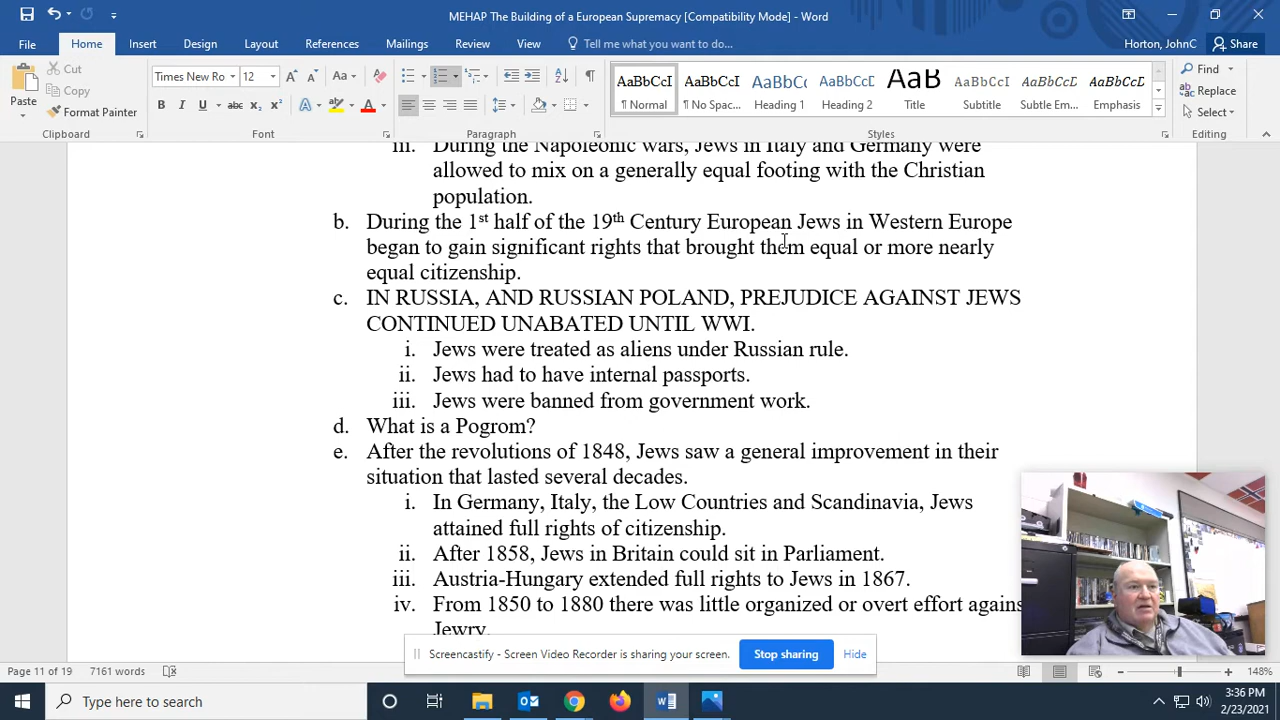 MEHAP The Building of a European Supremacy [Compatibility Mode] - Word
Horton, JohnC
Share
File Home Insert Design Layout References Mailings Review View Tell me what you want to do...
Paste
Cut
Copy
Format Painter
Clipboard
Times New Ro 12
Font
Paragraph
AaBbCcI AaBbCcI AaBbCc AaBbCcI AaB AaBbCcI AaBbCcI AaBbCcI
¶ Normal ¶ No Spac... Heading 1 Heading 2 Title Subtitle Subtle Em... Emphasis
Styles
Find
Replace
Select
Editing
iii. During the Napoleonic wars, Jews in Italy and Germany were
allowed to mix on a generally equal footing with the Christian
population.
b. During the 1st half of the 19th Century European Jews in Western Europe
began to gain significant rights that brought them equal or more nearly
equal citizenship.
c. IN RUSSIA, AND RUSSIAN POLAND, PREJUDICE AGAINST JEWS
CONTINUED UNABATED UNTIL WWI.
i. Jews were treated as aliens under Russian rule.
ii. Jews had to have internal passports.
iii. Jews were banned from government work.
d. What is a Pogrom?
e. After the revolutions of 1848, Jews saw a general improvement in their
situation that lasted several decades.
i. In Germany, Italy, the Low Countries and Scandinavia, Jews
attained full rights of citizenship.
ii. After 1858, Jews in Britain could sit in Parliament.
iii. Austria-Hungary extended full rights to Jews in 1867.
iv. From 1850 to 1880 there was little organized or overt effort agains
Jewry.
Screencastify - Screen Video Recorder is sharing your screen.
Stop sharing
Hide
Page 11 of 19 7161 words
148%
Type here to search
3:36 PM
2/23/2021